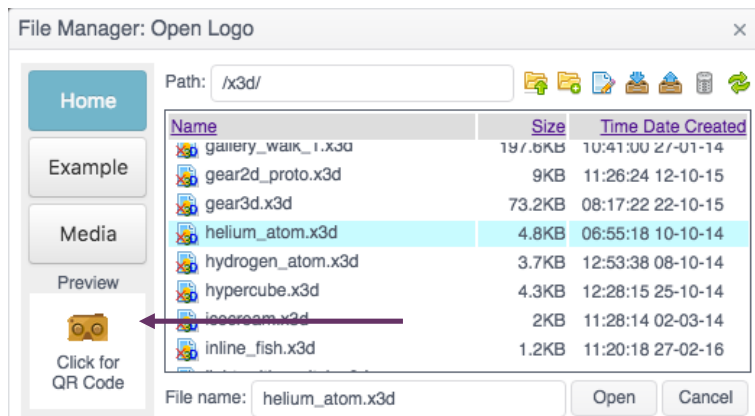 File Manager: Open Logo
Home
Example
Media
Preview
Click for
QR Code
Path: /x3d/
Name Size Time Date Created
gallery_walk_1.x3d 197.6KB 10:41:00 27-01-14
gear2d_proto.x3d 9KB 11:26:24 12-10-15
gear3d.x3d 73.2KB 08:17:22 22-10-15
helium_atom.x3d 4.8KB 06:55:18 10-10-14
hydrogen_atom.x3d 3.7KB 12:53:38 08-10-14
hypercube.x3d 4.3KB 12:28:15 25-10-14
icecream.x3d 2KB 11:28:14 02-03-14
inline_fish.x3d 1.2KB 11:20:18 27-02-16
File name: helium_atom.x3d
Open Cancel